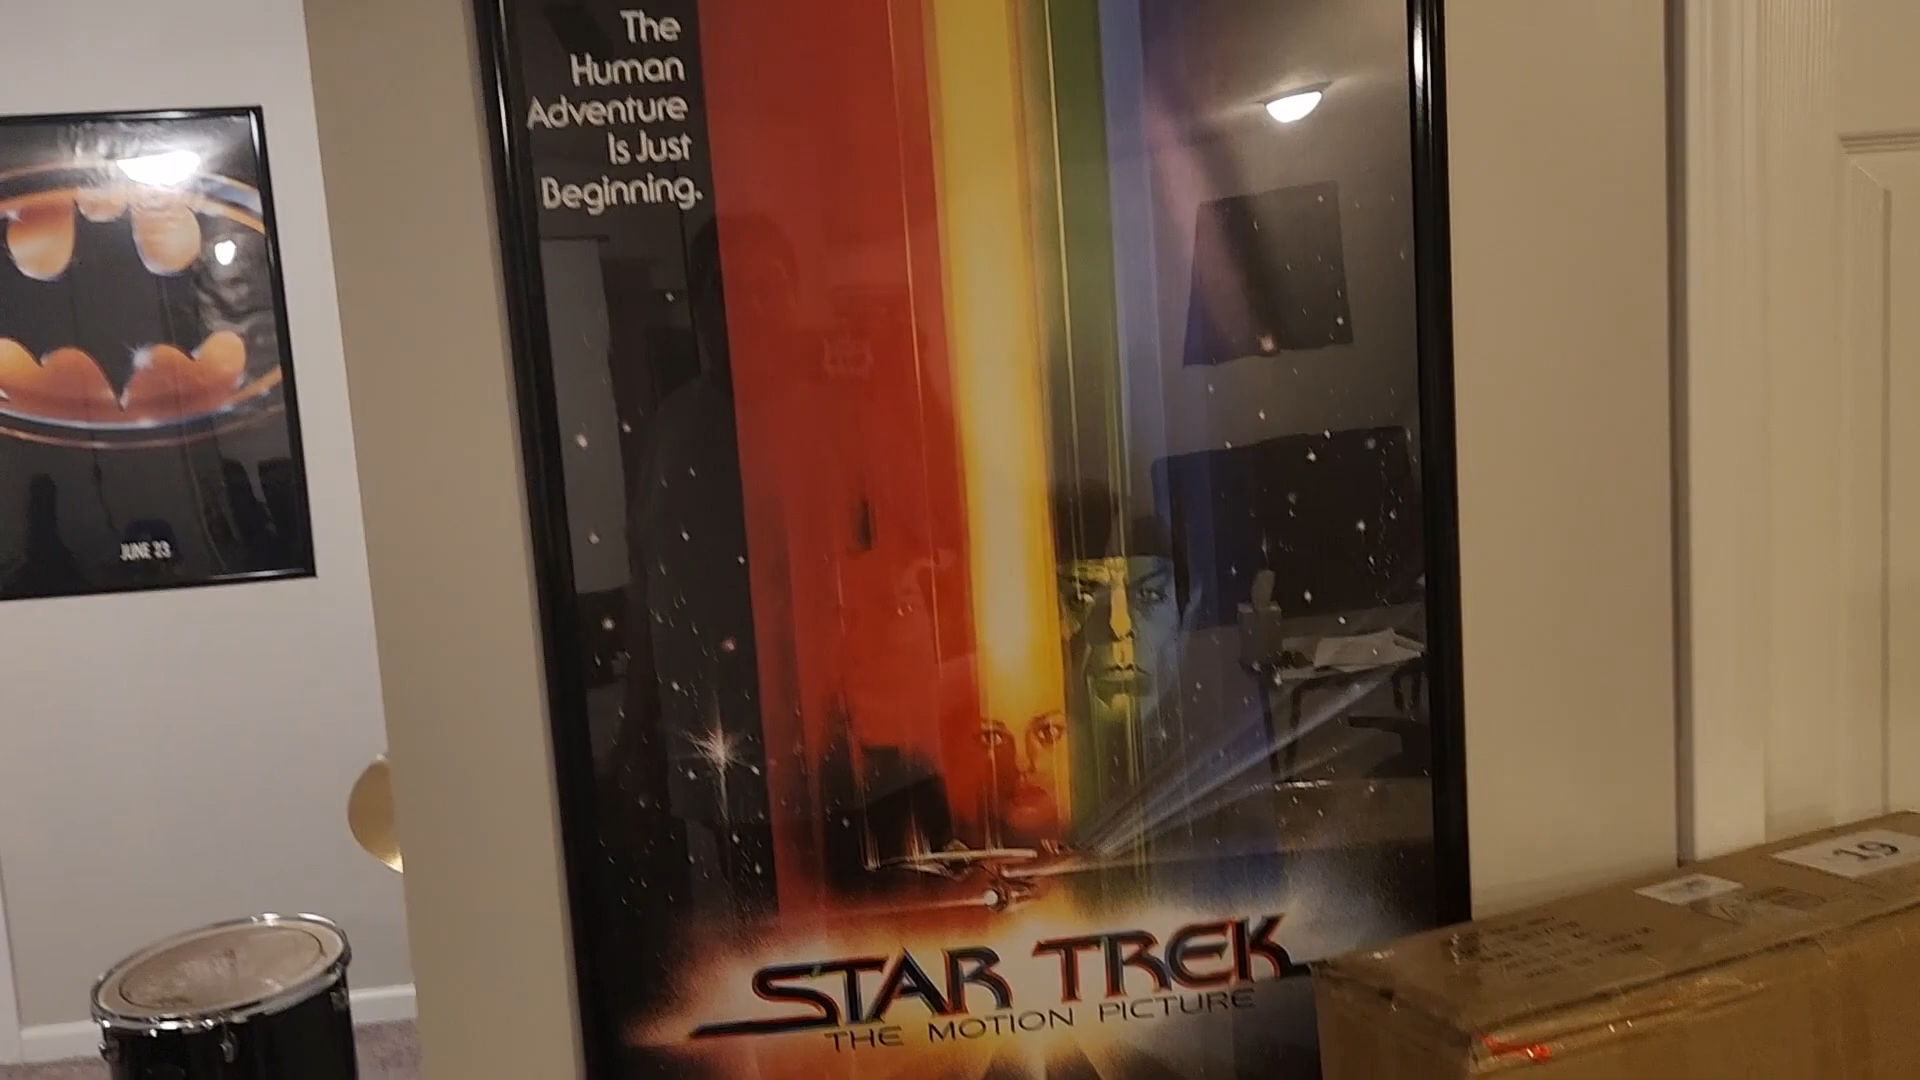 The
Human
Adventure
Is Just
Beginning.
JUNE 23
STAR TREK
THE MOTION PICTURE
19